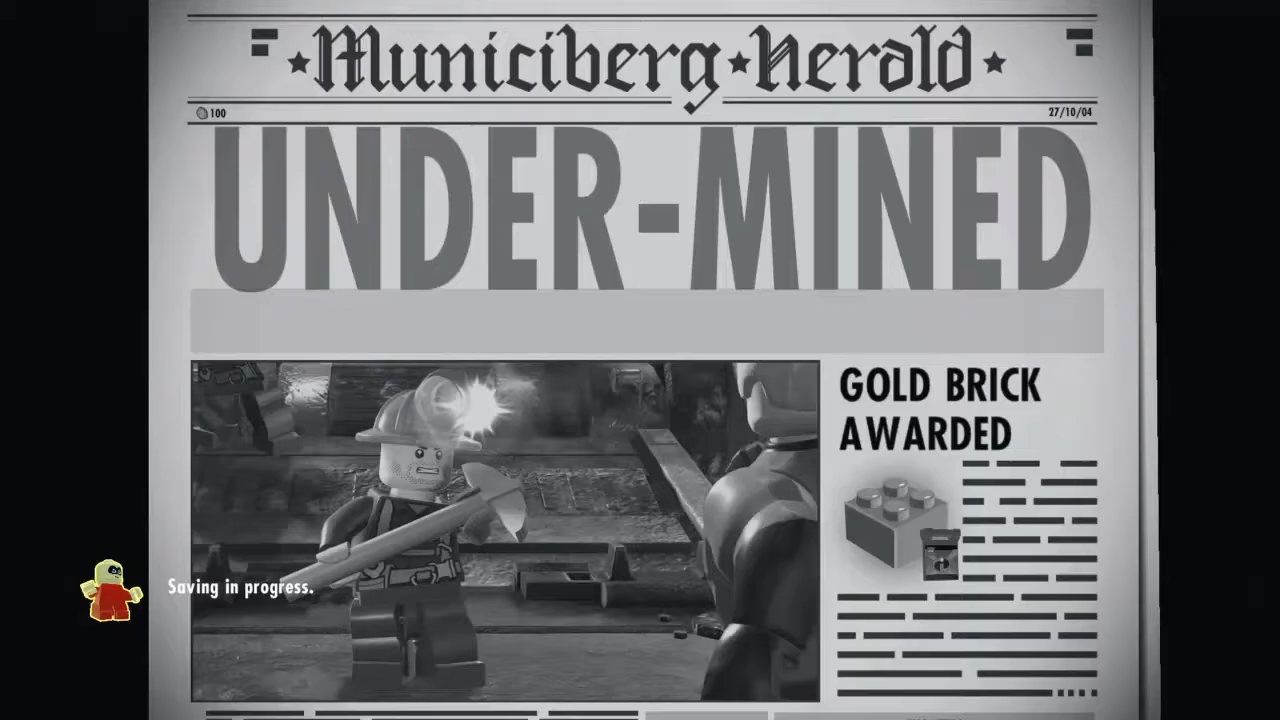 Municiberg Herald
100
27/10/04
UNDER-MINED
GOLD BRICK
AWARDED
Saving in progress.